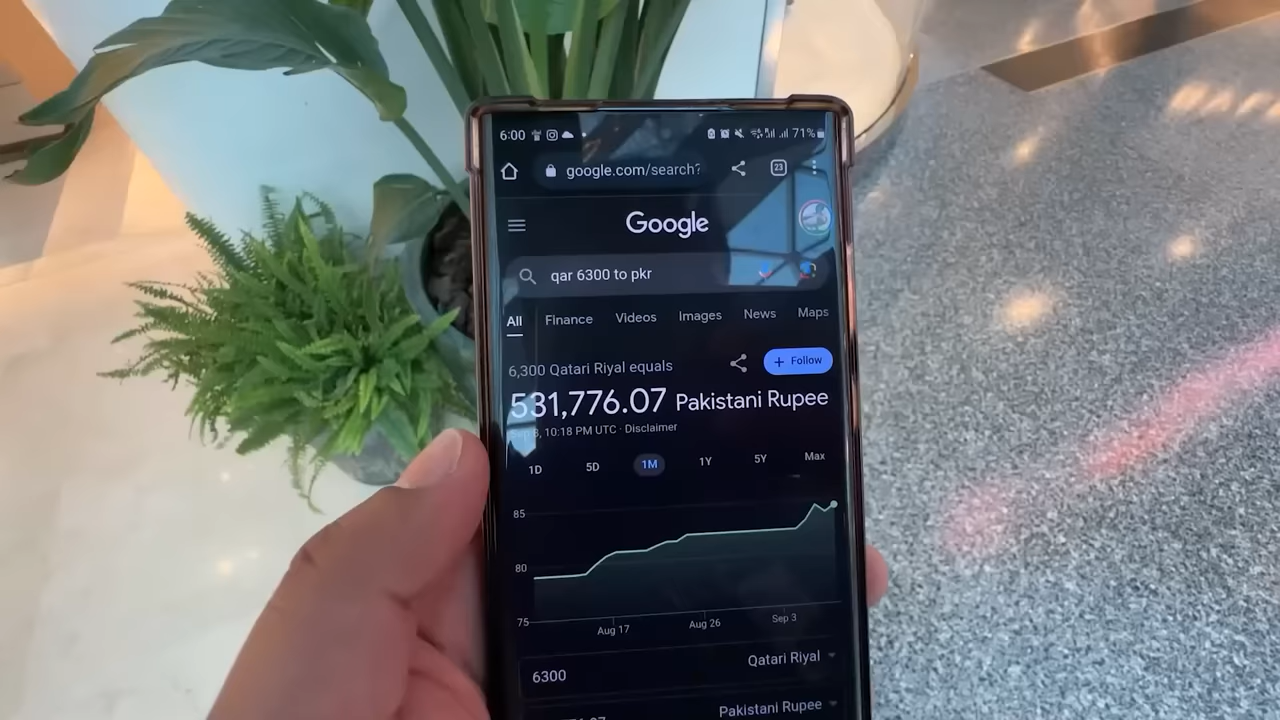 6:00 71%
google.com/search?
23
Google
qar 6300 to pkr
All Finance Videos Images News Maps
6,300 Qatari Riyal equals
+ Follow
531,776.07 Pakistani Rupee
10:18 PM UTC · Disclaimer
1D 5D 1M 1Y 5Y Max
85
80
75
Aug 17 Aug 26 Sep 3
6300 Qatari Riyal
Pakistani Rupee